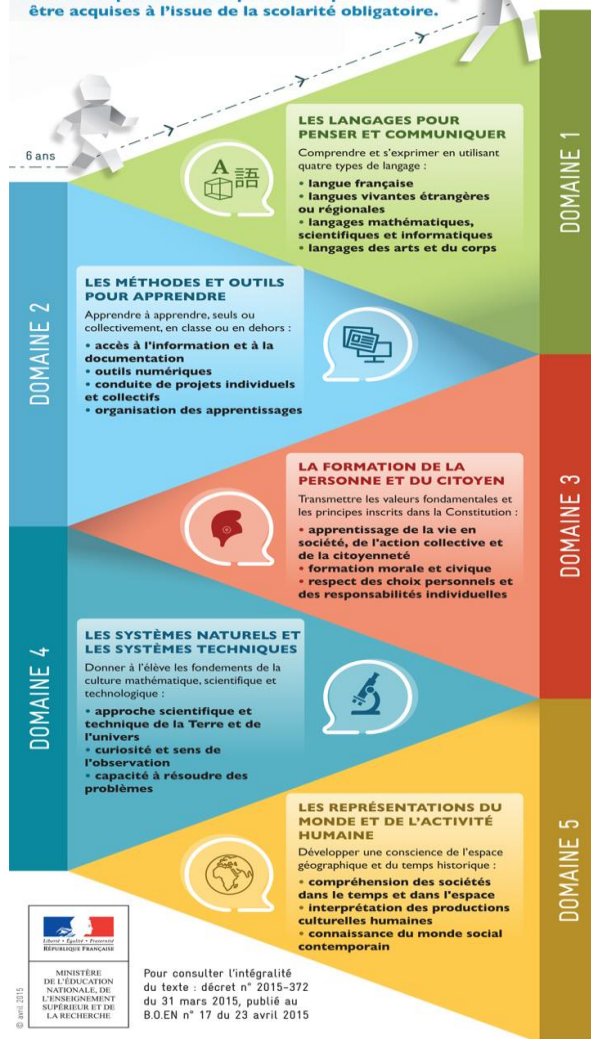 être acquises à l'issue de la scolarité obligatoire.
6 ans
A 語
LES LANGAGES POUR
PENSER ET COMMUNIQUER
Comprendre et s'exprimer en utilisant
quatre types de langage :
• langue française
• langues vivantes étrangères
ou régionales
• langages mathématiques,
scientifiques et informatiques
• langages des arts et du corps
DOMAINE 1
DOMAINE 2
LES MÉTHODES ET OUTILS
POUR APPRENDRE
Apprendre à apprendre, seuls ou
collectivement, en classe ou en dehors :
• accès à l'information et à la
documentation
• outils numériques
• conduite de projets individuels
et collectifs
• organisation des apprentissages
LA FORMATION DE LA
PERSONNE ET DU CITOYEN
Transmettre les valeurs fondamentales et
les principes inscrits dans la Constitution :
• apprentissage de la vie en
société, de l'action collective et
de la citoyenneté
• formation morale et civique
• respect des choix personnels et
des responsabilités individuelles
DOMAINE 3
DOMAINE 4
LES SYSTÈMES NATURELS ET
LES SYSTÈMES TECHNIQUES
Donner à l'élève les fondements de la
culture mathématique, scientifique et
technologique :
• approche scientifique et
technique de la Terre et de
l'univers
• curiosité et sens de
l'observation
• capacité à résoudre des
problèmes
LES REPRÉSENTATIONS DU
MONDE ET DE L'ACTIVITÉ
HUMAINE
Développer une conscience de l'espace
géographique et du temps historique :
• compréhension des sociétés
dans le temps et dans l'espace
• interprétation des productions
culturelles humaines
• connaissance du monde social
contemporain
DOMAINE 5
Liberté • Égalité • Fraternité
RÉPUBLIQUE FRANÇAISE
MINISTÈRE
DE L'ÉDUCATION
NATIONALE, DE
L'ENSEIGNEMENT
SUPÉRIEUR ET DE
LA RECHERCHE
© avril 2015
Pour consulter l'intégralité
du texte : décret n° 2015-372
du 31 mars 2015, publié au
B.O.EN n° 17 du 23 avril 2015